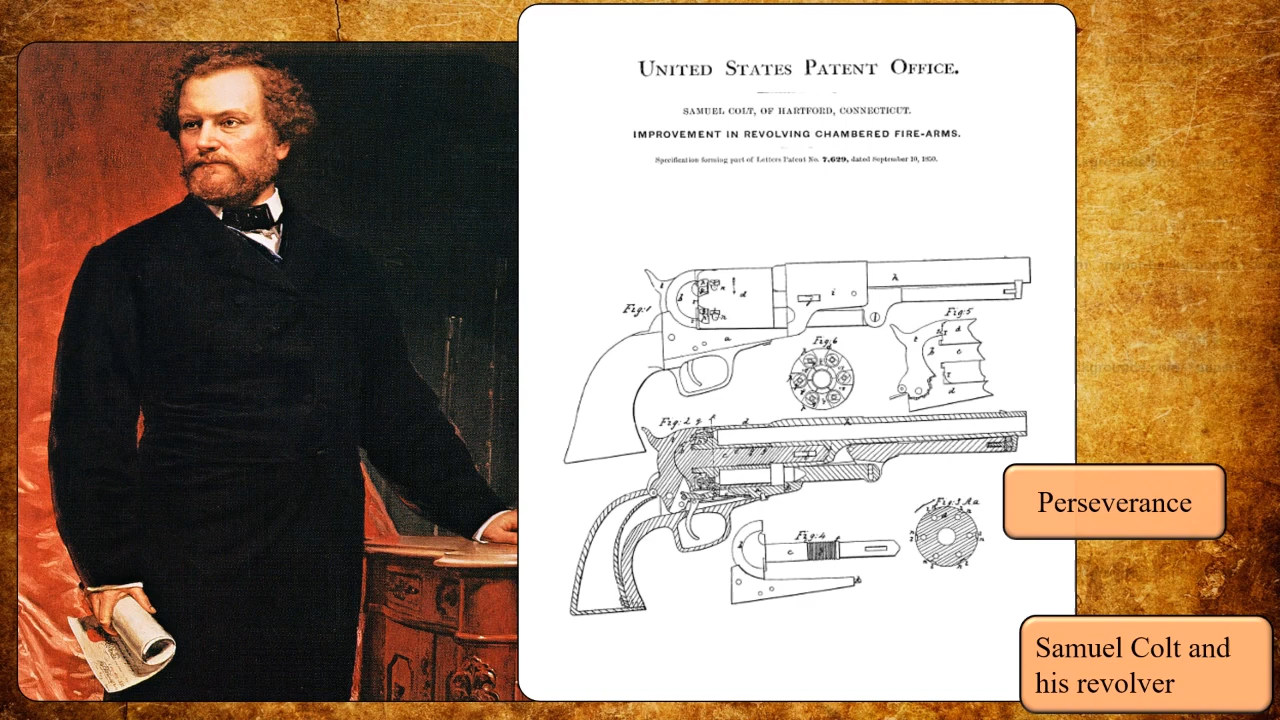 UNITED STATES PATENT OFFICE.
SAMUEL COLT, OF HARTFORD, CONNECTICUT.
IMPROVEMENT IN REVOLVING CHAMBERED FIRE-ARMS.
Specification forming part of Letters Patent No. 7,629, dated September 10, 1850.
Fig: 1
Fig: 5
Fig: 6
Fig: 2
Fig: 3
Fig: 4
Perseverance
Samuel Colt and
his revolver